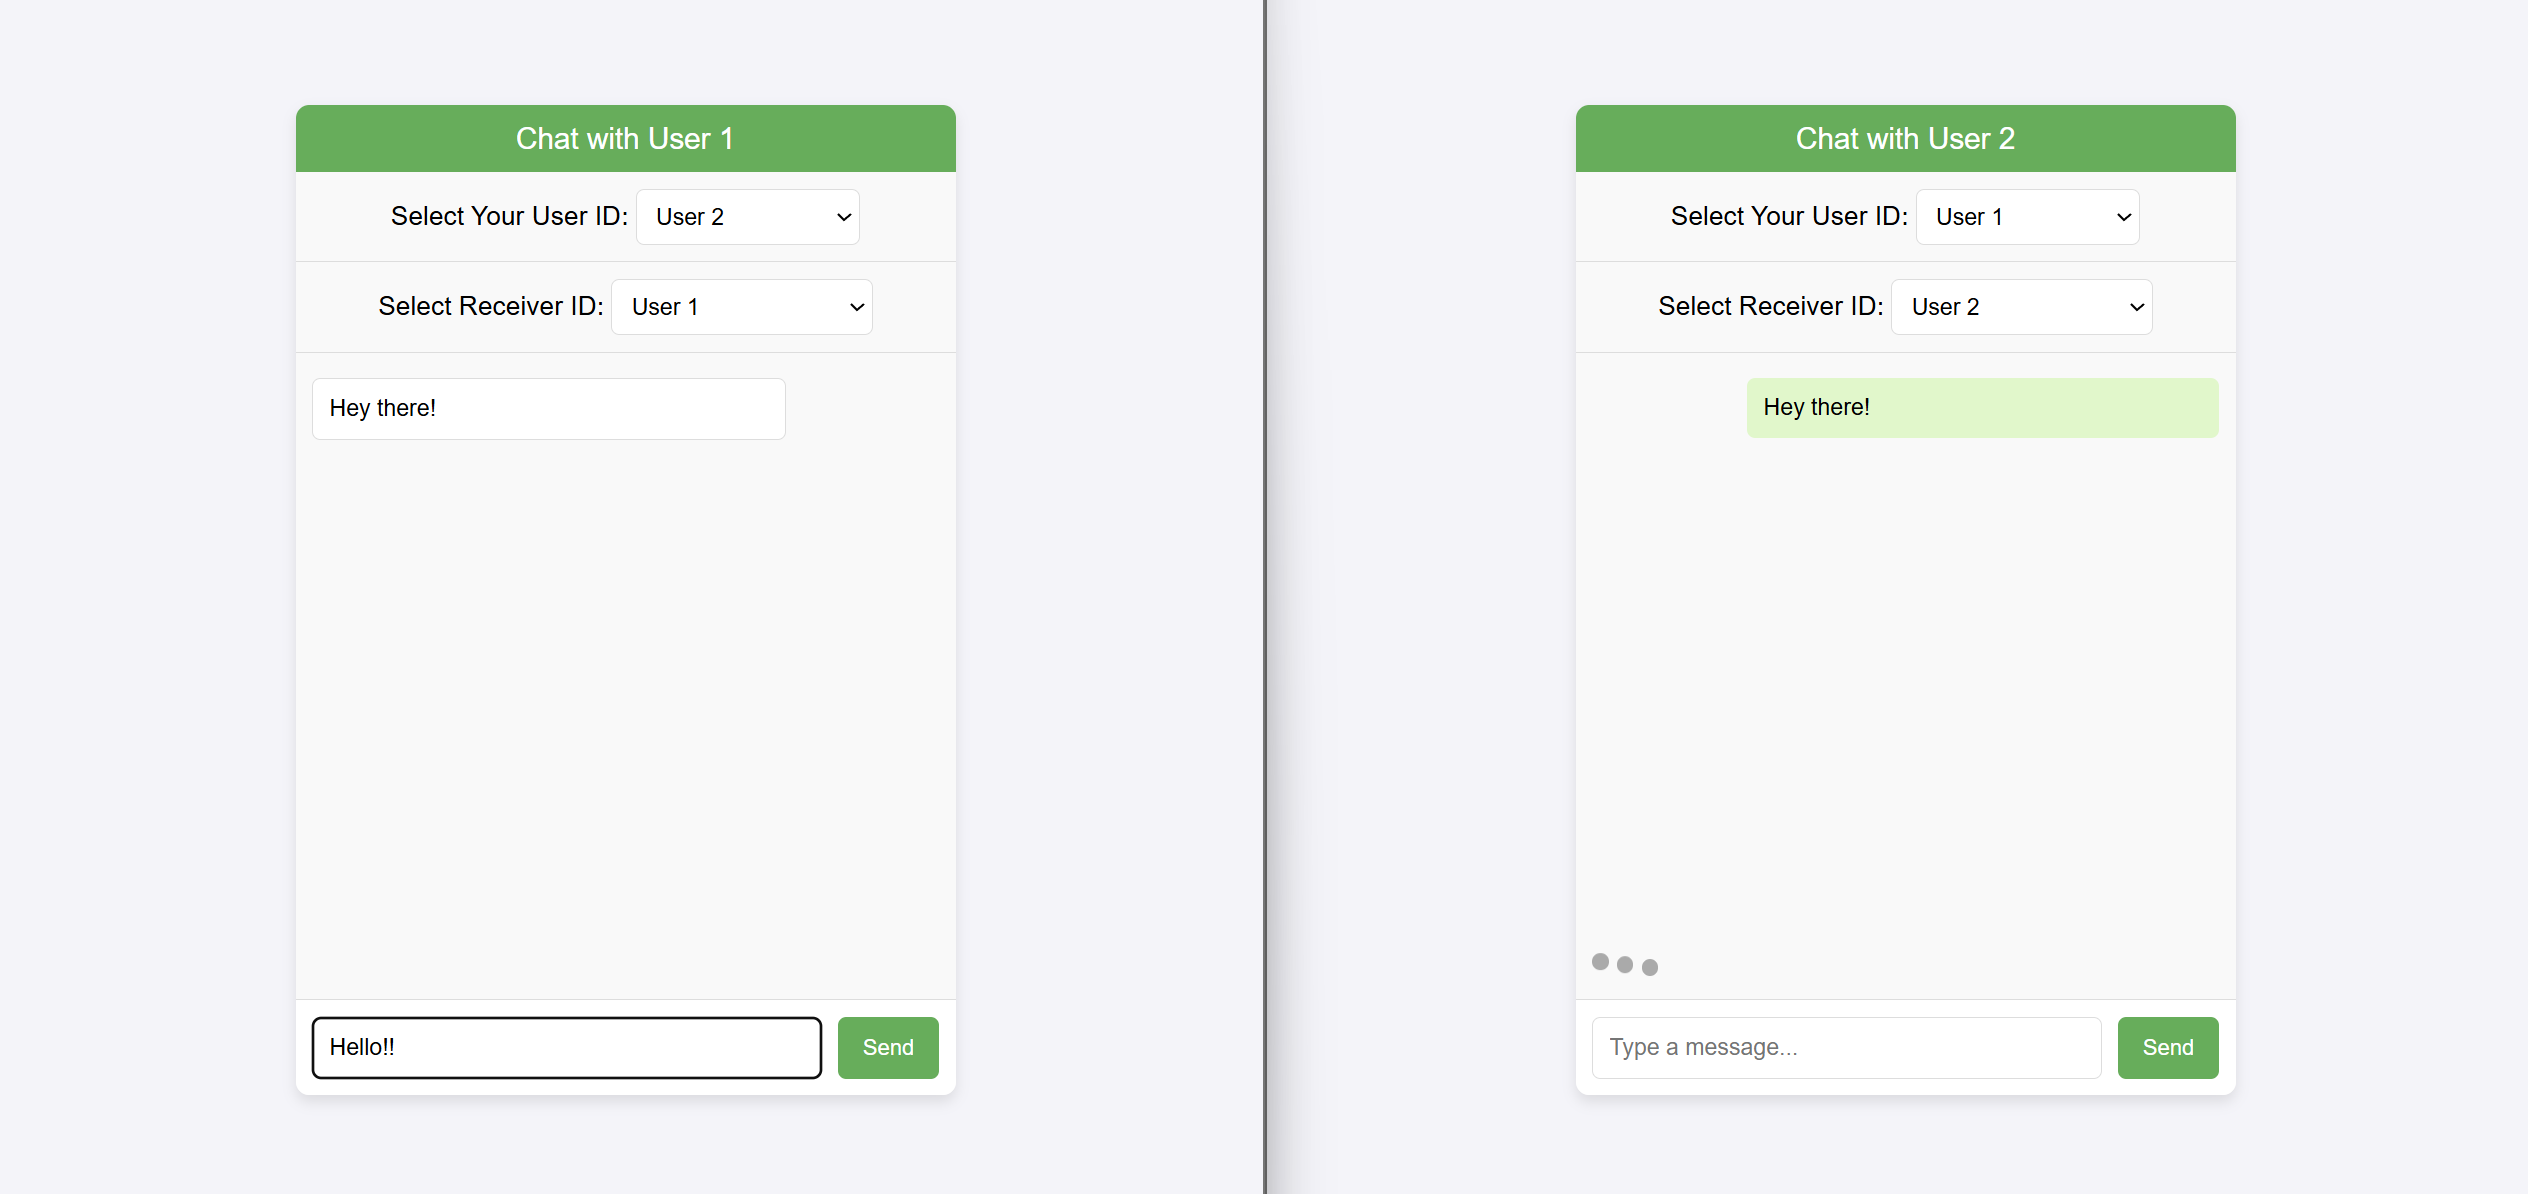 Chat with User 1
Select Your User ID: User 2
Select Receiver ID: User 1
Hey there!
Hello!!
Send
Chat with User 2
Select Your User ID: User 1
Select Receiver ID: User 2
Hey there!
Type a message...
Send